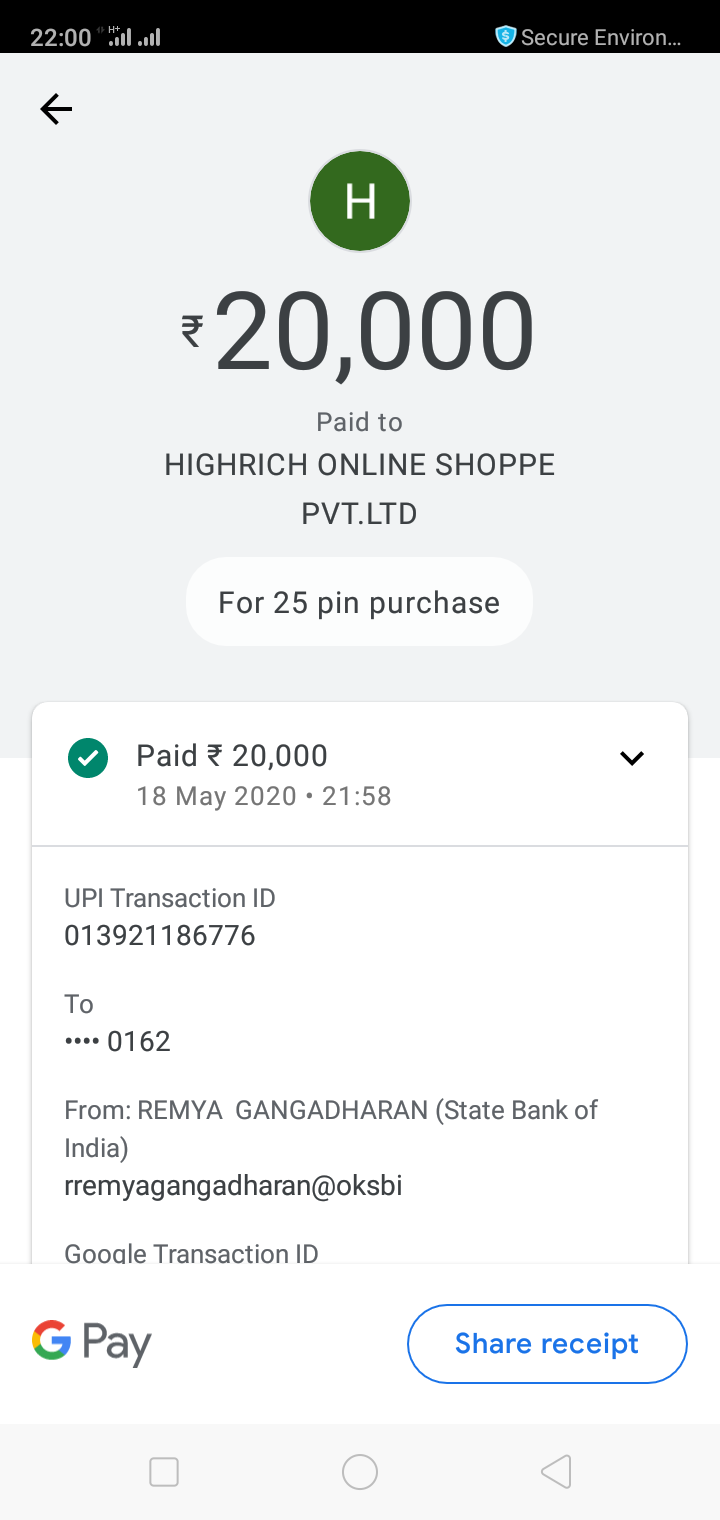 22:00 H+ Secure Environ...
H
₹20,000
Paid to
HIGHRICH ONLINE SHOPPE
PVT.LTD
For 25 pin purchase
Paid ₹ 20,000
18 May 2020 • 21:58
UPI Transaction ID
013921186776
To
•••• 0162
From: REMYA GANGADHARAN (State Bank of
India)
rremyagangadharan@oksbi
Google Transaction ID
G Pay
Share receipt